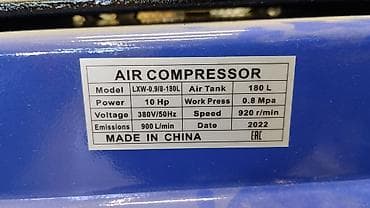 AIR COMPRESSOR
Model LXW-0.9/8-180L Air Tank 180 L
Power 10 Hp Work Press 0.8 Mpa
Voltage 380V/50Hz Speed 920 r/min
Emissions 900 L/min Date 2022
MADE IN CHINA EAC